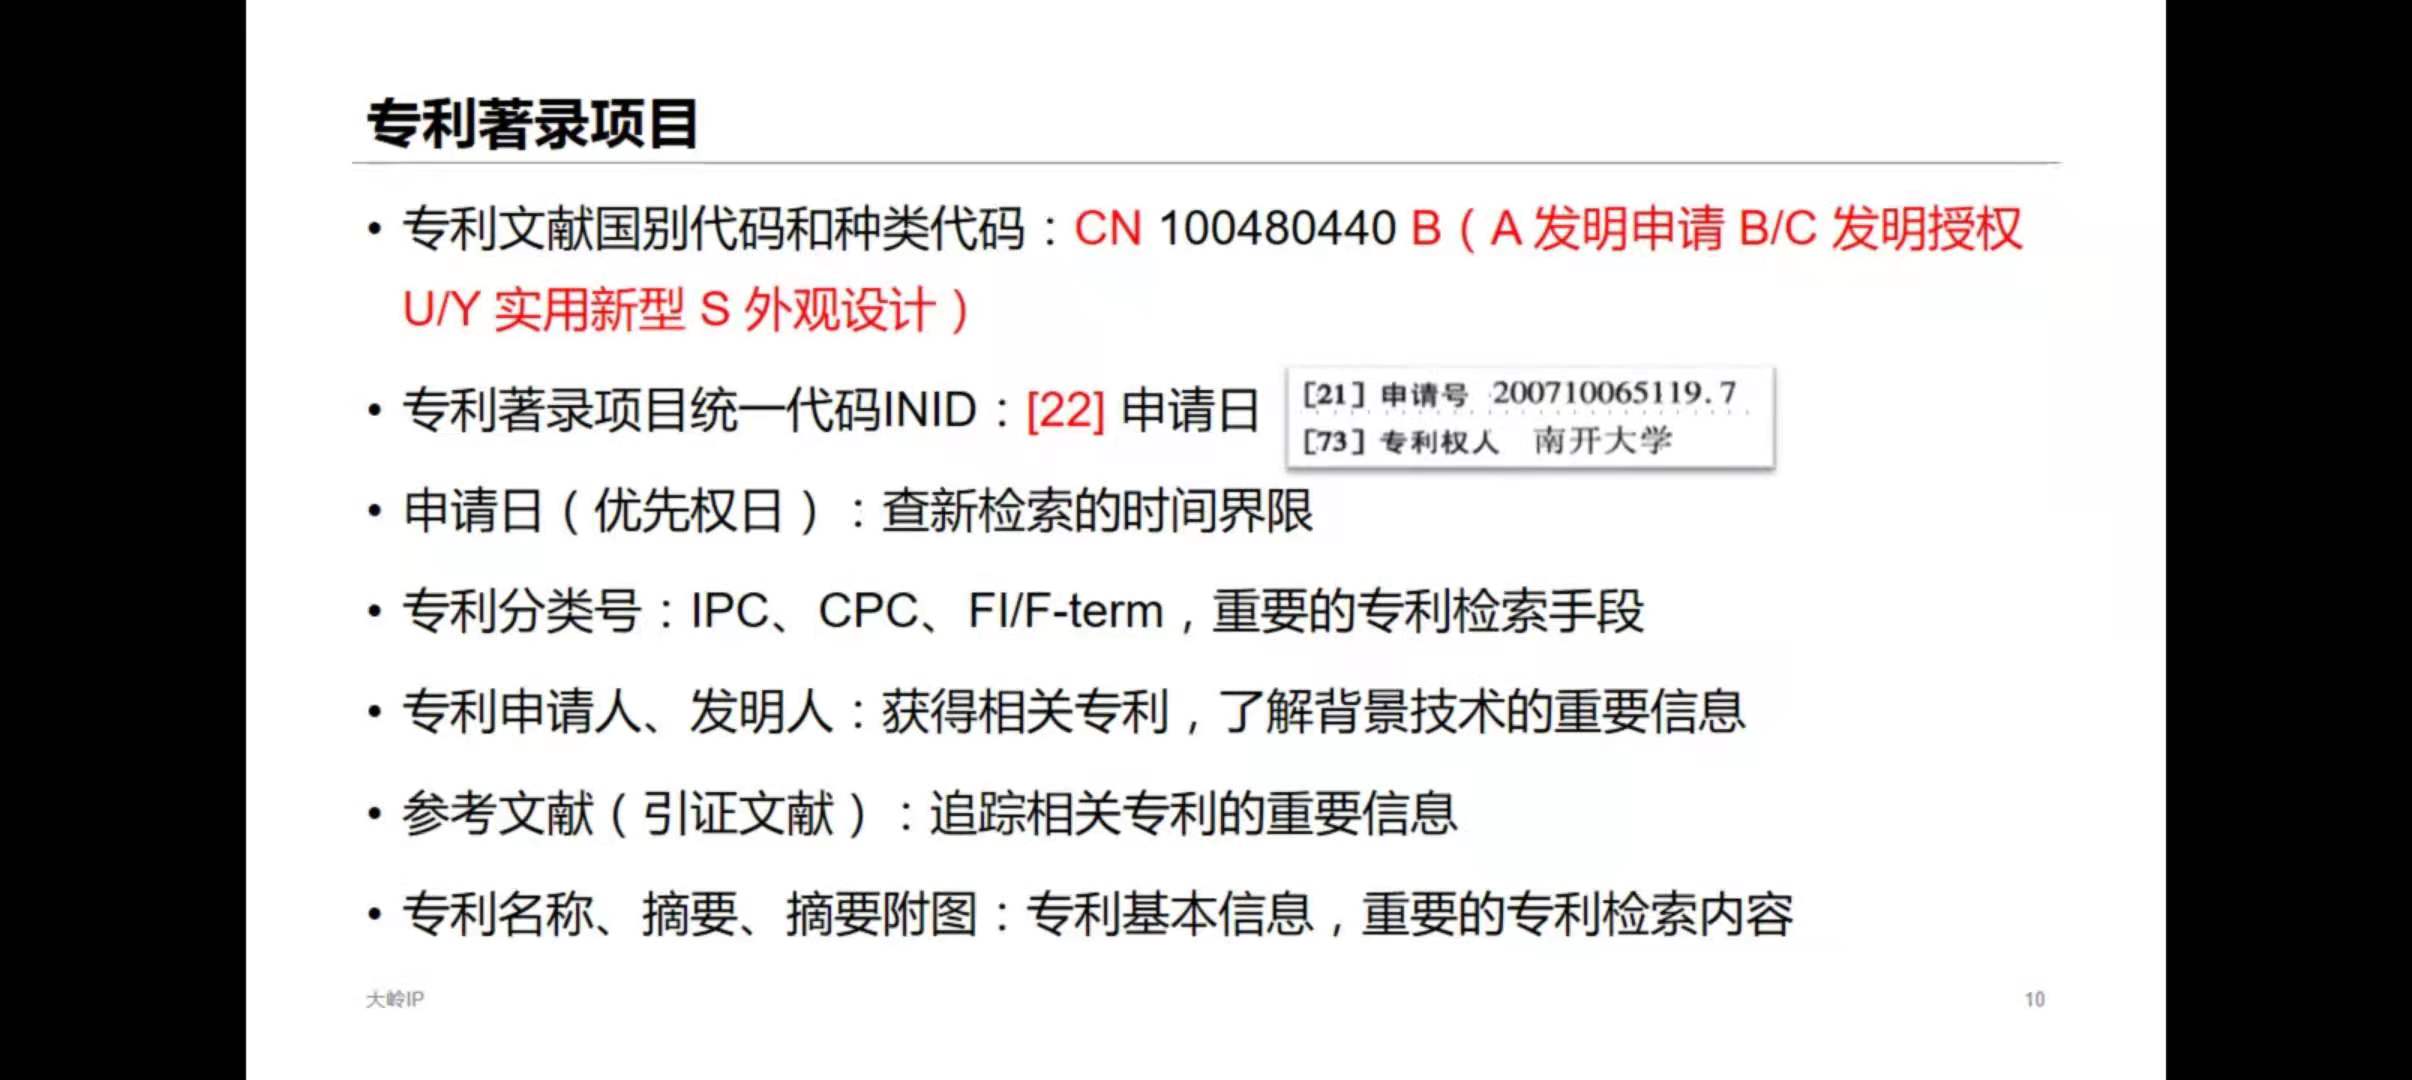 专利著录项目
• 专利文献国别代码和种类代码：CN 100480440 B（A 发明申请 B/C 发明授权
U/Y 实用新型 S 外观设计）
• 专利著录项目统一代码INID：[22] 申请日
[21] 申请号 200710065119.7
[73] 专利权人 南开大学
• 申请日（优先权日）：查新检索的时间界限
• 专利分类号：IPC、CPC、FI/F-term，重要的专利检索手段
• 专利申请人、发明人：获得相关专利，了解背景技术的重要信息
• 参考文献（引证文献）：追踪相关专利的重要信息
• 专利名称、摘要、摘要附图：专利基本信息，重要的专利检索内容
大岭IP
10